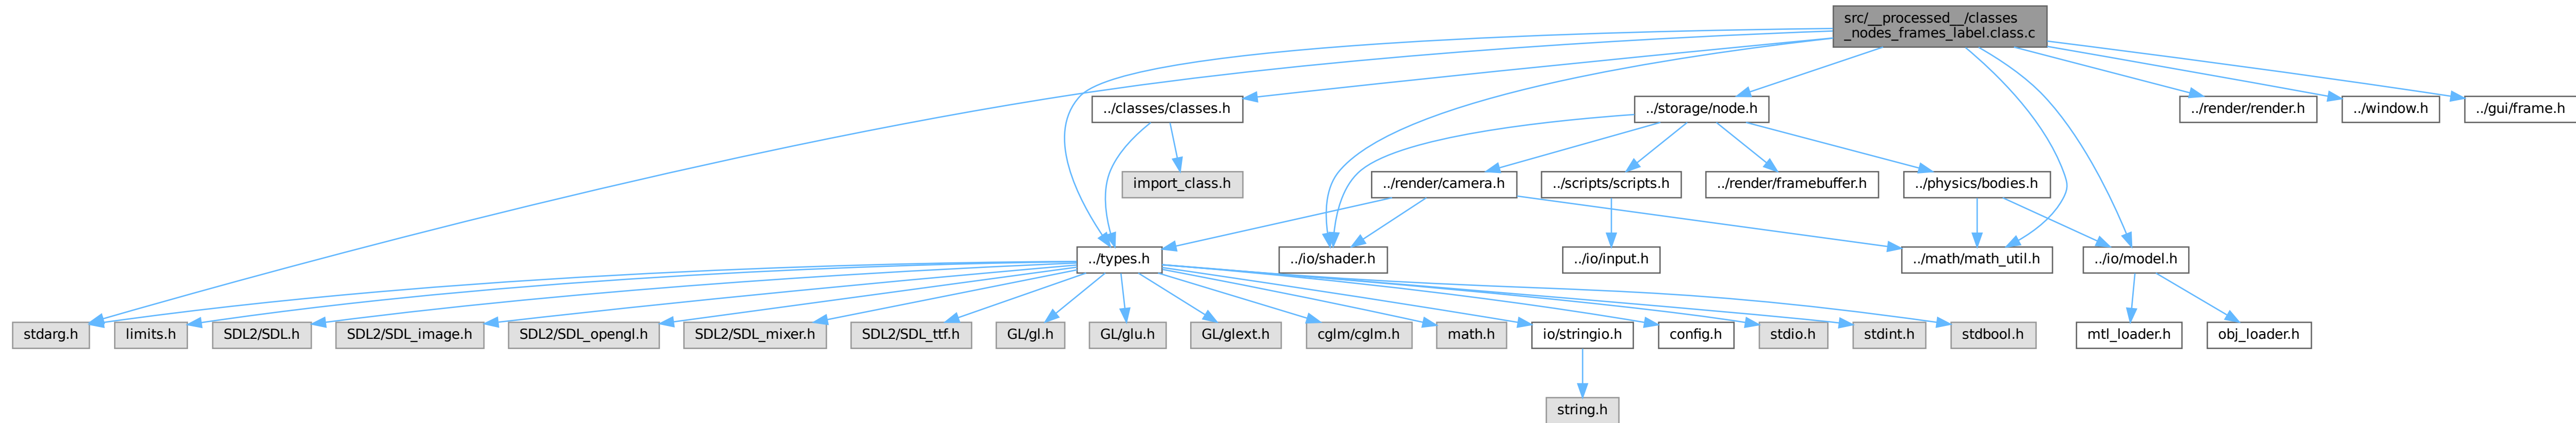 src/__processed__/classes
_nodes_frames_label.class.c
../classes/classes.h
../storage/node.h
../render/render.h
../window.h
../gui/frame.h
import_class.h
../render/camera.h
../scripts/scripts.h
../render/framebuffer.h
../physics/bodies.h
../types.h
../io/shader.h
../io/input.h
../math/math_util.h
../io/model.h
stdarg.h
limits.h
SDL2/SDL.h
SDL2/SDL_image.h
SDL2/SDL_opengl.h
SDL2/SDL_mixer.h
SDL2/SDL_ttf.h
GL/gl.h
GL/glu.h
GL/glext.h
cglm/cglm.h
math.h
io/stringio.h
config.h
stdio.h
stdint.h
stdbool.h
mtl_loader.h
obj_loader.h
string.h